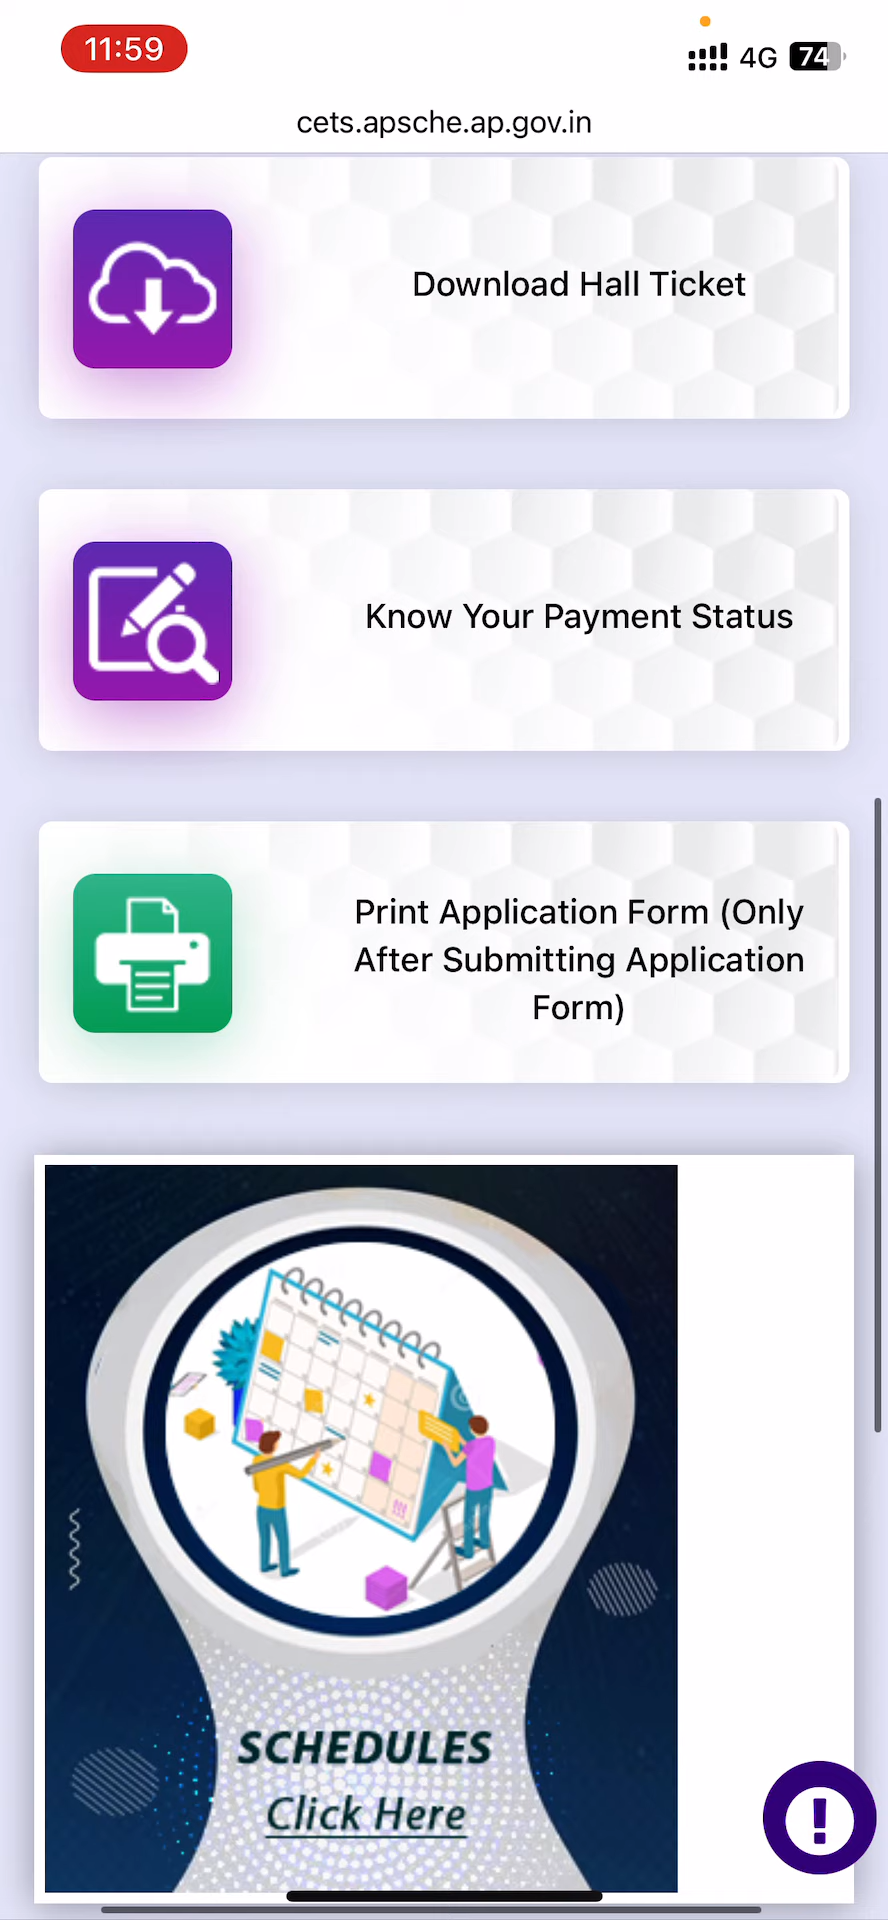 11:59
4G
74
cets.apsche.ap.gov.in
Download Hall Ticket
Know Your Payment Status
Print Application Form (Only
After Submitting Application
Form)
SCHEDULES
Click Here